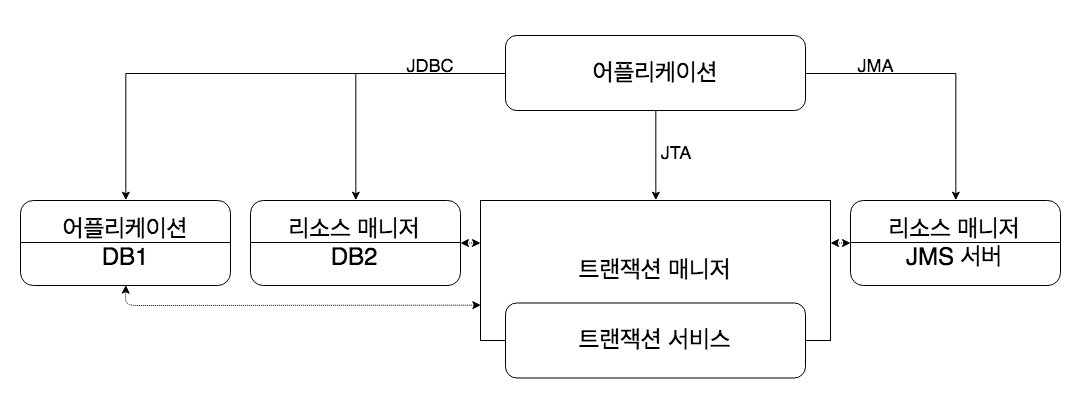 어플리케이션
JDBC
JMA
JTA
어플리케이션
DB1
리소스 매니저
DB2
트랜잭션 매니저
리소스 매니저
JMS 서버
트랜잭션 서비스